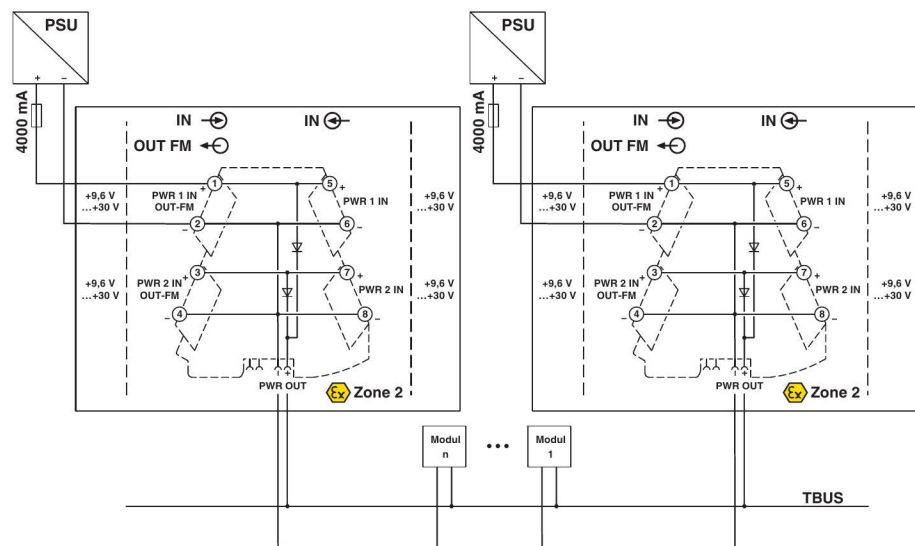 PSU
+ −
4000 mA
IN
IN
OUT FM
1
5
+
+
+9,6 V
…+30 V
PWR 1 IN
OUT-FM
PWR 1 IN
+9,6 V
…+30 V
2
6
−
−
3
7
+
+
+9,6 V
…+30 V
PWR 2 IN
OUT-FM
PWR 2 IN
+9,6 V
…+30 V
4
8
−
−
− +
PWR OUT
Ex Zone 2
PSU
+ −
4000 mA
IN
IN
OUT FM
1
5
+
+
+9,6 V
…+30 V
PWR 1 IN
OUT-FM
PWR 1 IN
+9,6 V
…+30 V
2
6
−
−
3
7
+
+
+9,6 V
…+30 V
PWR 2 IN
OUT-FM
PWR 2 IN
+9,6 V
…+30 V
4
8
−
−
− +
PWR OUT
Ex Zone 2
Modul
n
•••
Modul
1
TBUS